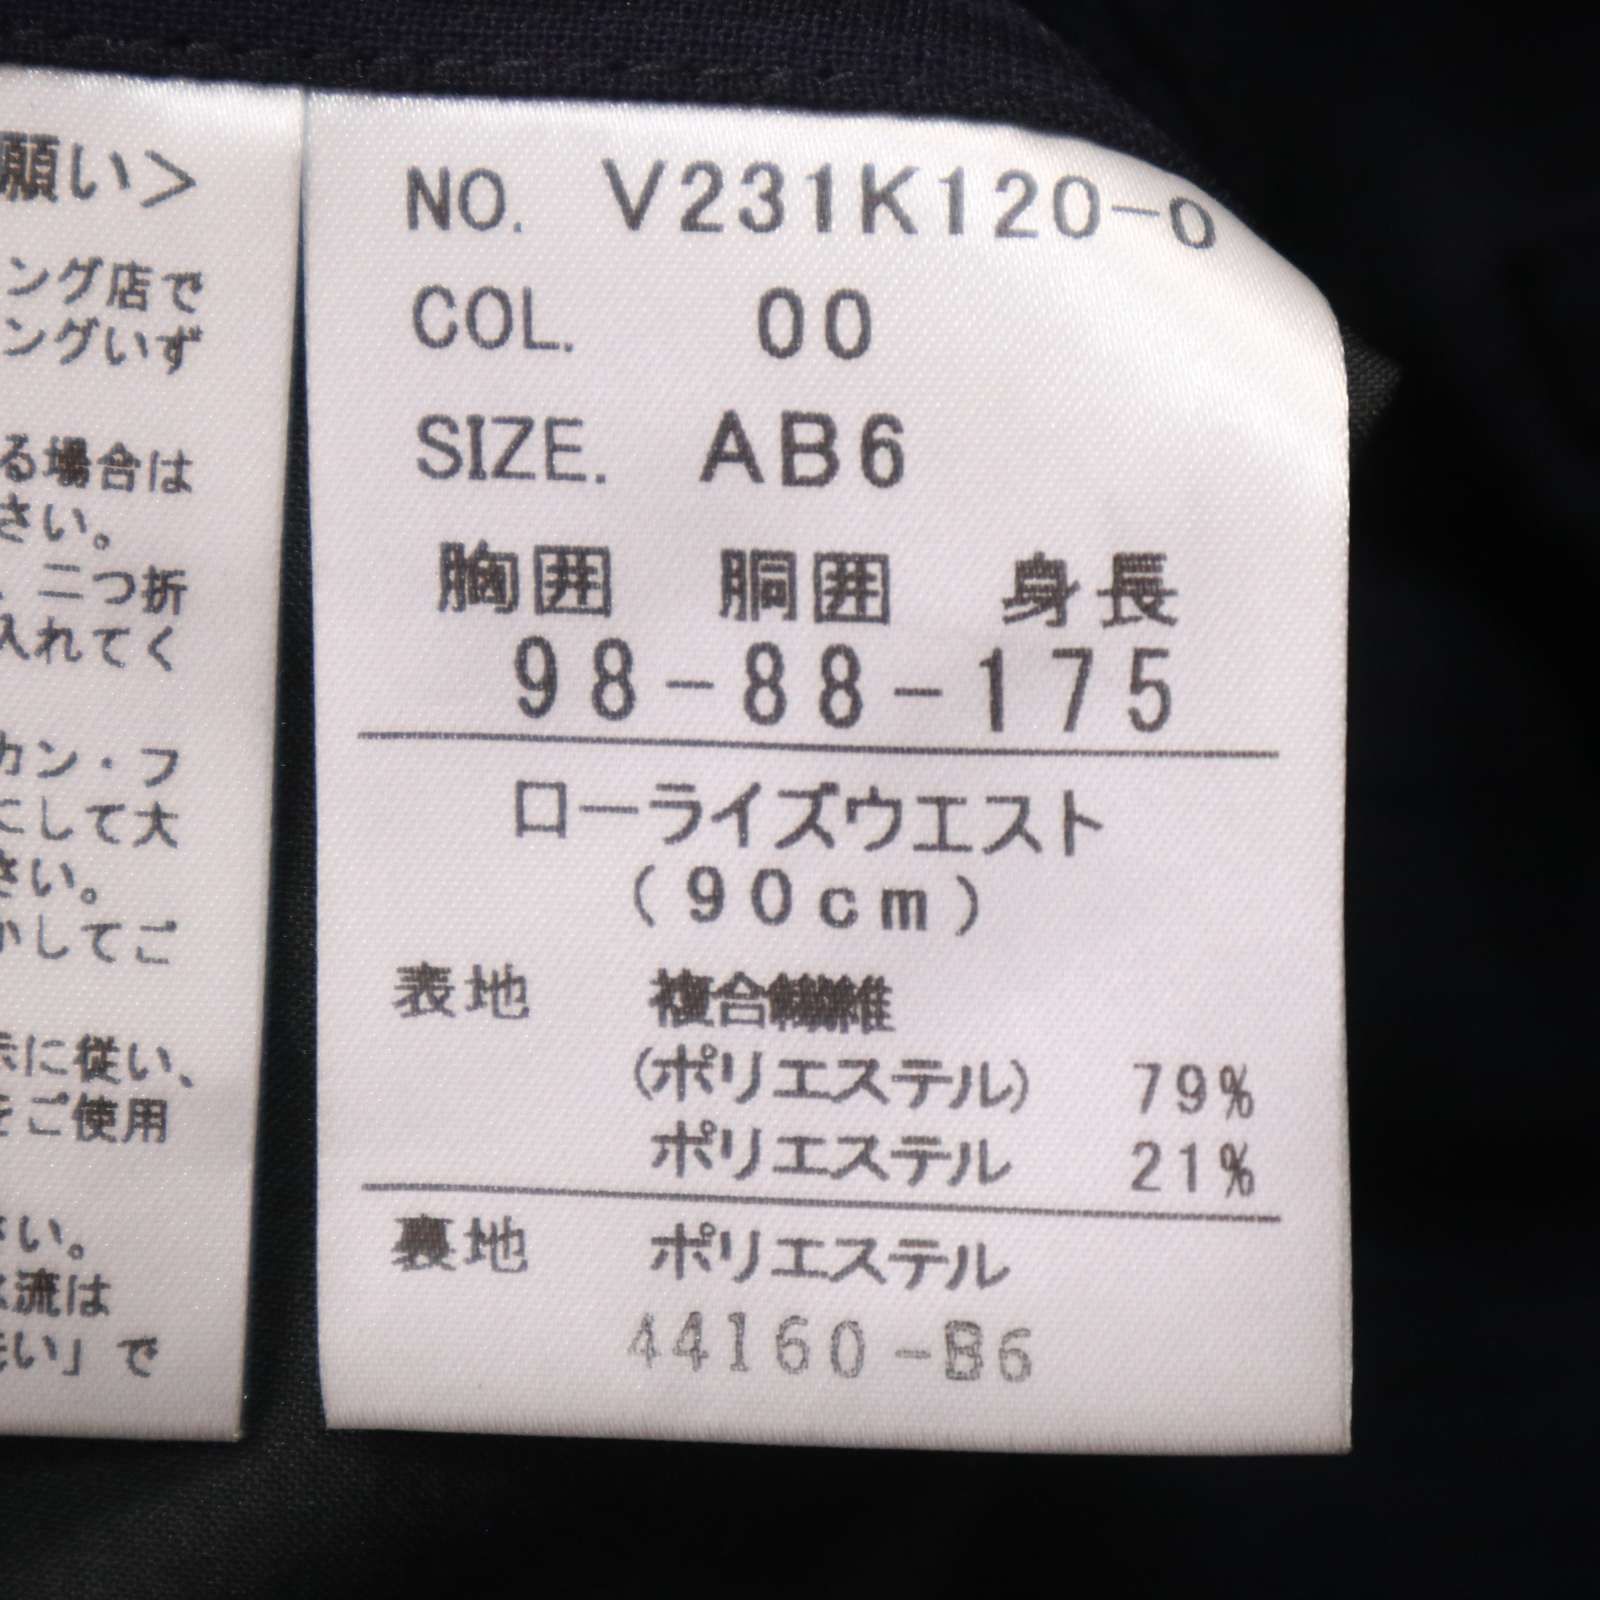 願い>
ング店で
ングいず
る場合は
さい。
、二つ折
入れてく
カン・フ
にして大
さい。
かしてご
示に従い、
をご使用
さい。
流は
洗い」で
NO. V231K120-0
COL. 00
SIZE. AB6
胸囲 胴囲 身長
98-88-175
ローライズウエスト
(90cm)
表地 複合繊維
(ポリエステル) 79%
ポリエステル 21%
裏地 ポリエステル
44160-B6